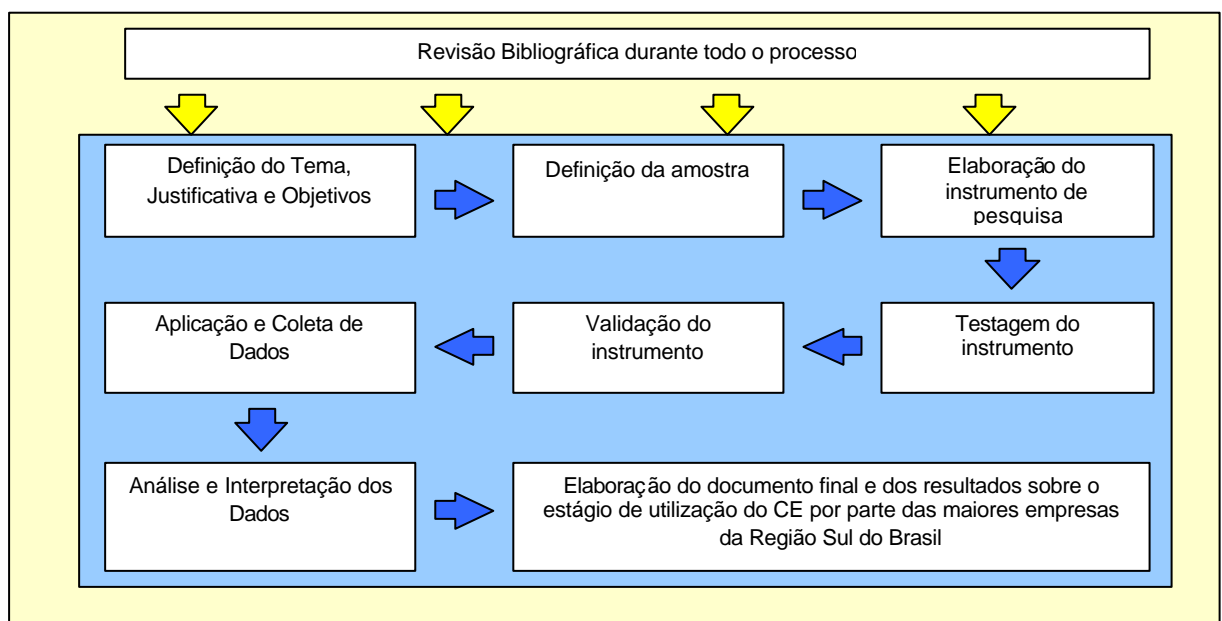 Revisão Bibliográfica durante todo o processo
Definição do Tema,
Justificativa e Objetivos
Definição da amostra
Elaboração do
instrumento de
pesquisa
Testagem do
instrumento
Validação do
instrumento
Aplicação e Coleta de
Dados
Análise e Interpretação dos
Dados
Elaboração do documento final e dos resultados sobre o
estágio de utilização do CE por parte das maiores empresas
da Região Sul do Brasil